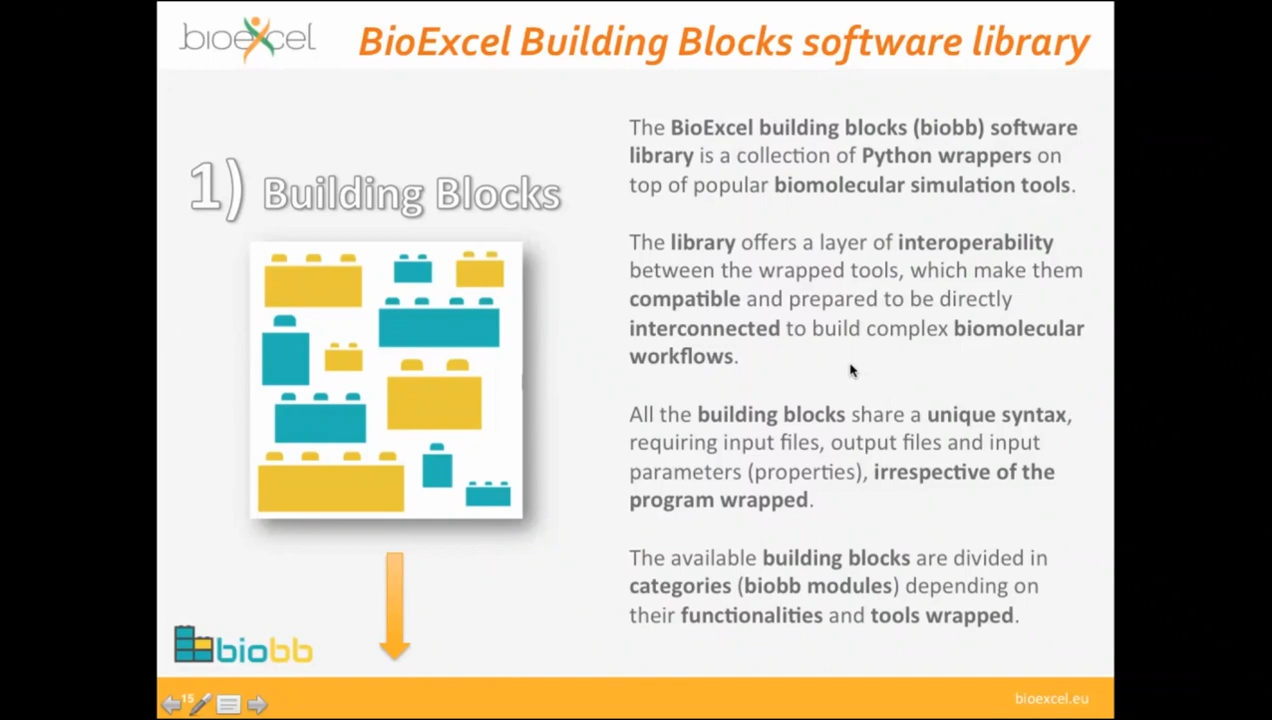 bioexcel
BioExcel Building Blocks software library
1) Building Blocks
The BioExcel building blocks (biobb) software
library is a collection of Python wrappers on
top of popular biomolecular simulation tools.
The library offers a layer of interoperability
between the wrapped tools, which make them
compatible and prepared to be directly
interconnected to build complex biomolecular
workflows.
All the building blocks share a unique syntax,
requiring input files, output files and input
parameters (properties), irrespective of the
program wrapped.
The available building blocks are divided in
categories (biobb modules) depending on
their functionalities and tools wrapped.
biobb
15
bioexcel.eu